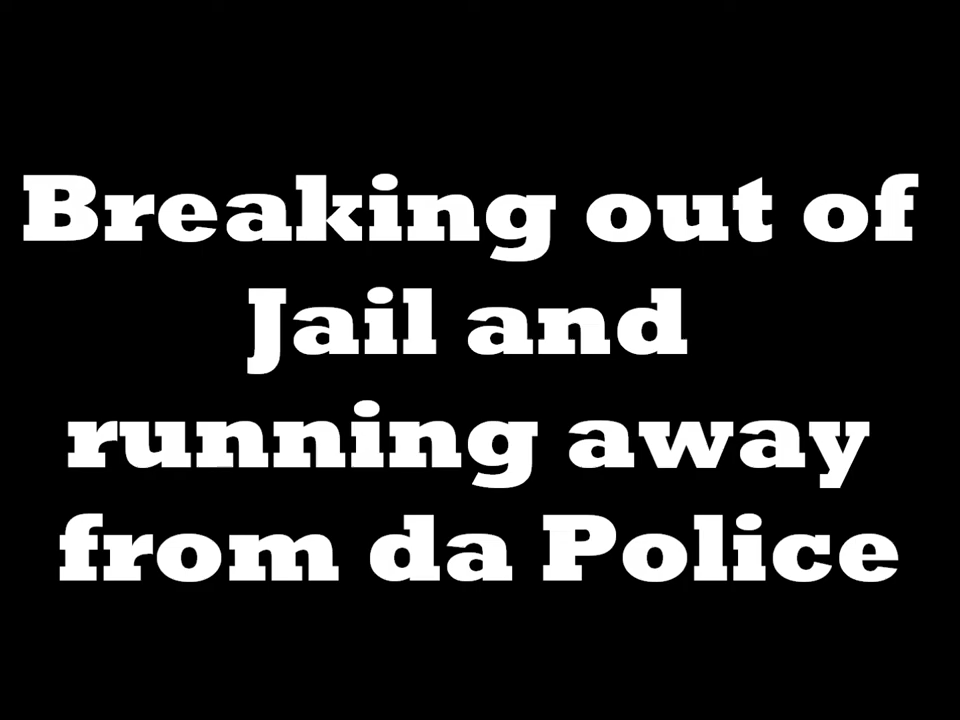 Breaking out of
Jail and
running away
from da Police